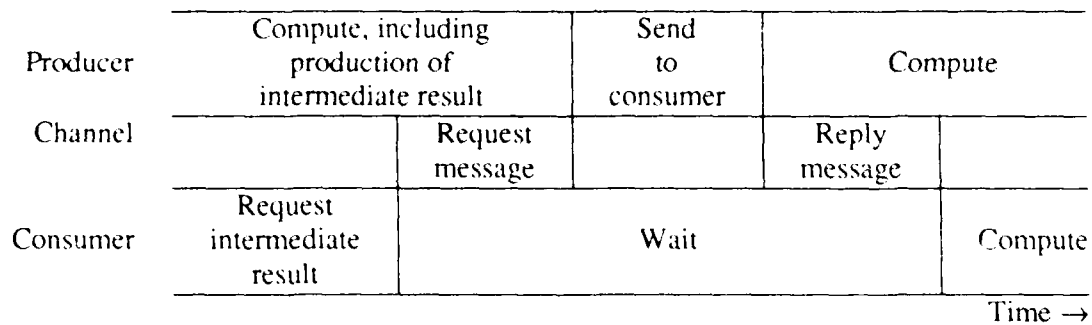 Producer
Compute, including
production of
intermediate result
Send
to
consumer
Compute
Channel
Request
message
Reply
message
Consumer
Request
intermediate
result
Wait
Compute
Time →